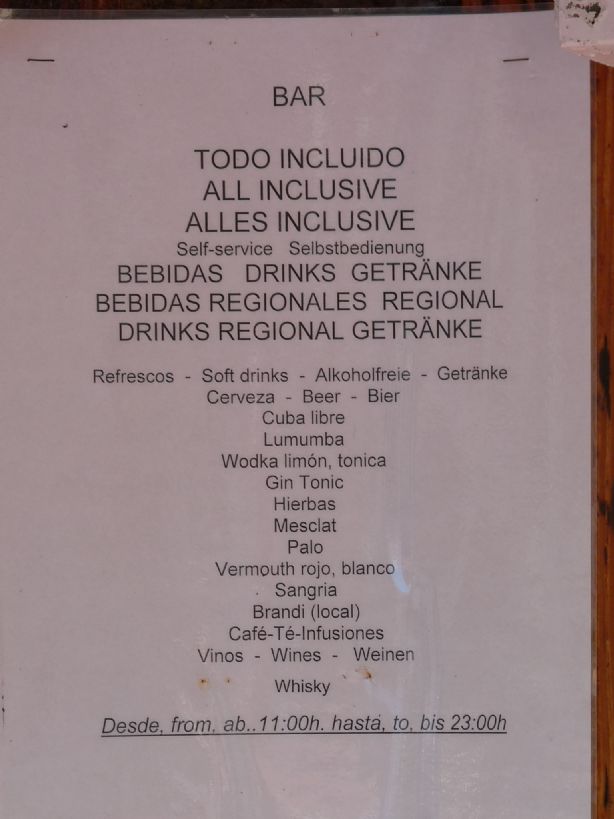 BAR
TODO INCLUIDO
ALL INCLUSIVE
ALLES INCLUSIVE
Self-service Selbstbedienung
BEBIDAS DRINKS GETRÄNKE
BEBIDAS REGIONALES REGIONAL
DRINKS REGIONAL GETRÄNKE
Refrescos - Soft drinks - Alkoholfreie - Getränke
Cerveza - Beer - Bier
Cuba libre
Lumumba
Wodka limón, tonica
Gin Tonic
Hierbas
Mesclat
Palo
Vermouth rojo, blanco
Sangria
Brandi (local)
Café-Té-Infusiones
Vinos - Wines - Weinen
Whisky
Desde, from, ab..11:00h. hasta, to, bis 23:00h